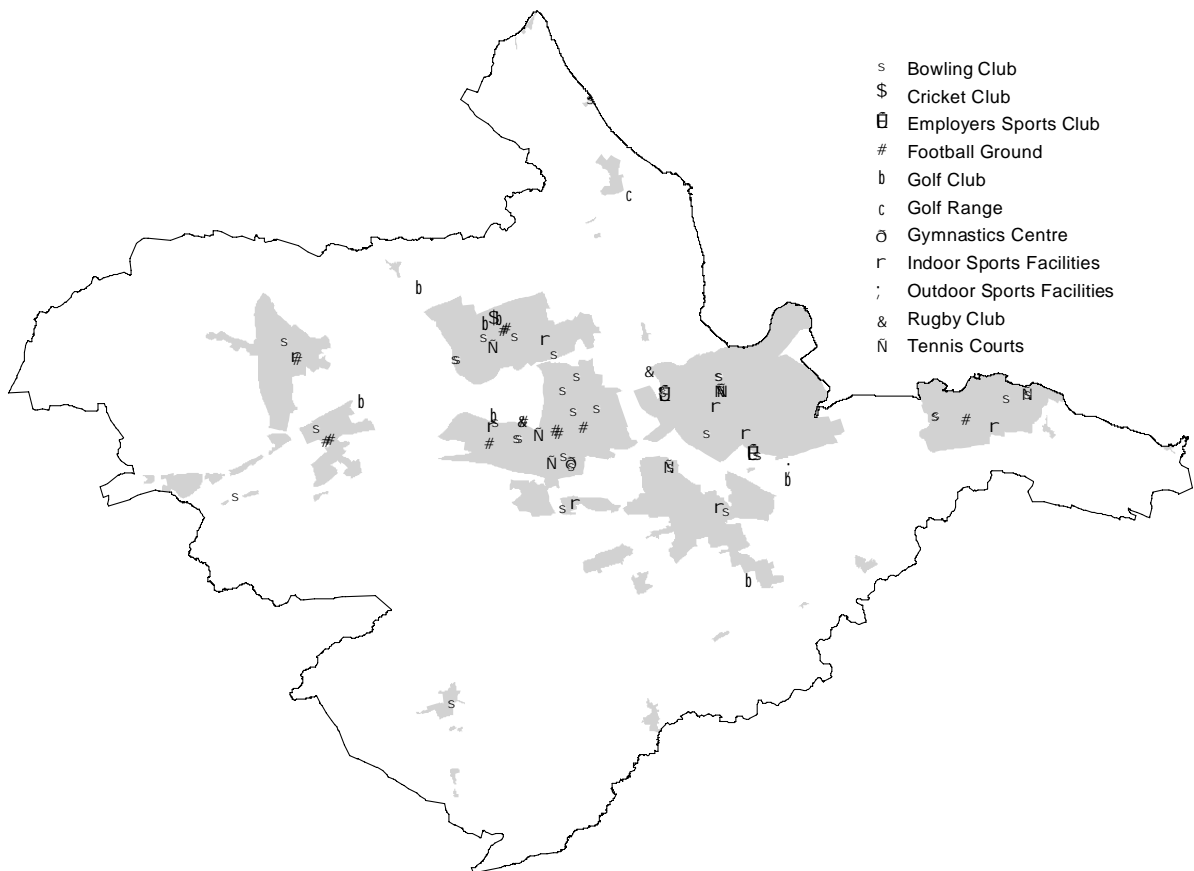 s Bowling Club
$ Cricket Club
Employers Sports Club
# Football Ground
b Golf Club
c Golf Range
ð Gymnastics Centre
r Indoor Sports Facilities
; Outdoor Sports Facilities
& Rugby Club
Ñ Tennis Courts